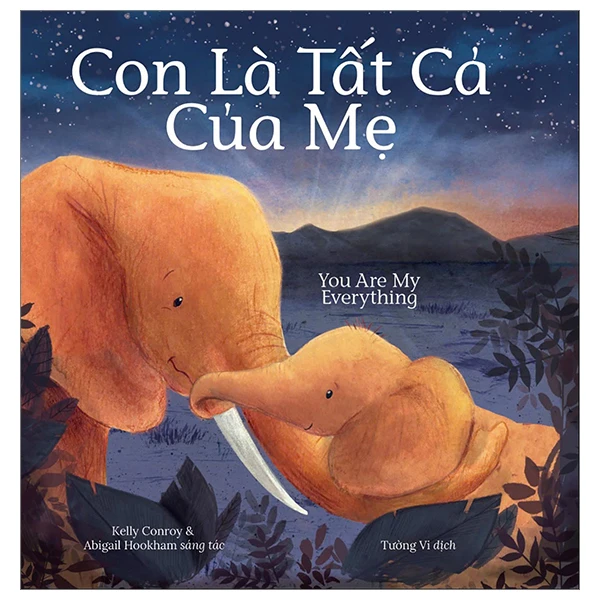 Con Là Tất Cả
Của Mẹ
You Are My
Everything
Kelly Conroy &
Abigail Hookham sáng tác
Tường Vi dịch